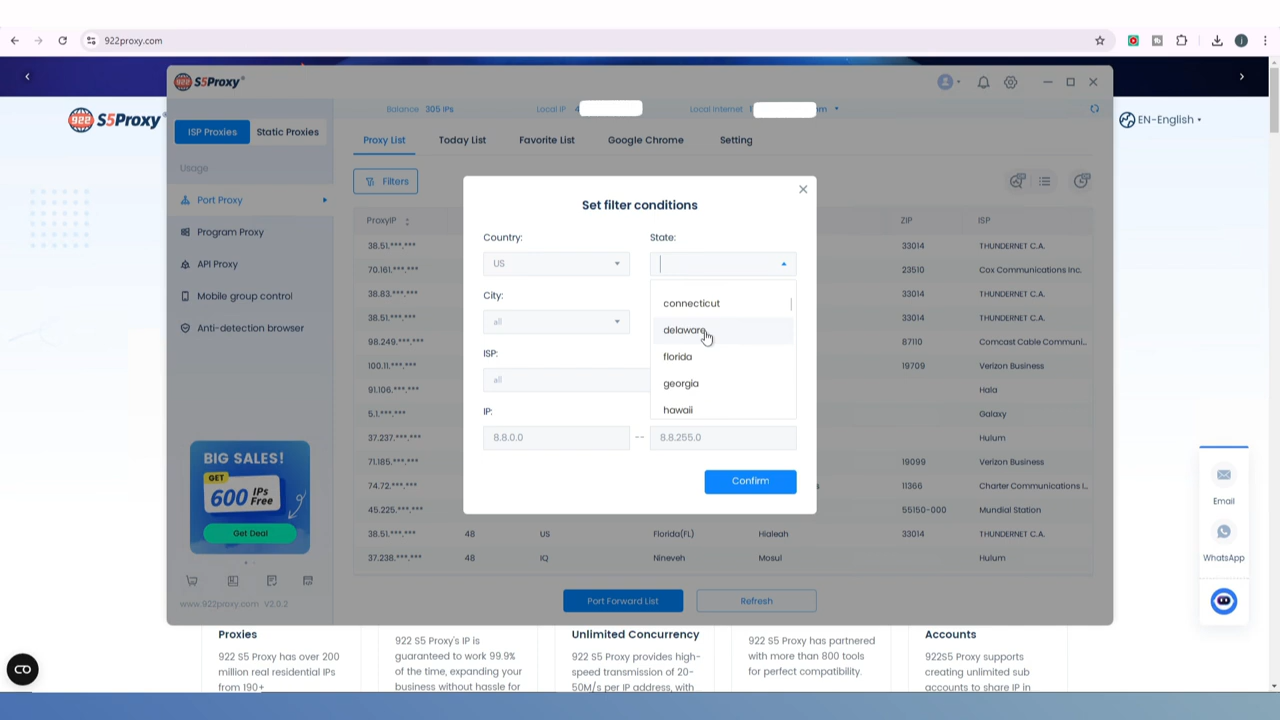 922proxy.com
922 S5Proxy®
Balance 305 IPs
Local IP
Local Internet
922 S5Proxy
EN-English
ISP Proxies
Static Proxies
Proxy List
Today List
Favorite List
Google Chrome
Setting
Usage
Filters
Port Proxy
Program Proxy
API Proxy
Mobile group control
Anti-detection browser
ProxyIP
ZIP
ISP
38.51.***.***
33014
THUNDERNET C.A.
70.161.***.***
23510
Cox Communications Inc.
38.83.***.***
33014
THUNDERNET C.A.
38.51.***.***
33014
THUNDERNET C.A.
98.249.***.***
87110
Comcast Cable Communi...
100.11.***.***
19709
Verizon Business
91.106.***.***
Hala
5.1.***.***
Galaxy
37.237.***.***
Hulum
71.185.***.***
19099
Verizon Business
74.72.***.***
11366
Charter Communications I...
45.225.***.***
55150-000
Mundial Station
38.51.***.***
48
US
Florida(FL)
Hialeah
33014
THUNDERNET C.A.
37.238.***.***
48
IQ
Nineveh
Mosul
Hulum
Set filter conditions
Country:
State:
US
City:
all
connecticut
delaware
florida
georgia
hawaii
ISP:
all
IP:
8.8.0.0
--
8.8.255.0
Confirm
BIG SALES!
GET
600 IPs Free
Get Deal
www.922proxy.com V2.0.2
Port Forward List
Refresh
Email
WhatsApp
Proxies
922 S5 Proxy has over 200
million real residential IPs
from 190+
922 S5 Proxy's IP is
guaranteed to work 99.9%
of the time, expanding your
business without hassle for
Unlimited Concurrency
922 S5 Proxy provides high-
speed transmission of 20-
50M/s per IP address, with
922 S5 Proxy has partnered
with more than 800 tools
for perfect compatibility.
Accounts
922S5 Proxy supports
creating unlimited sub
accounts to share IP in